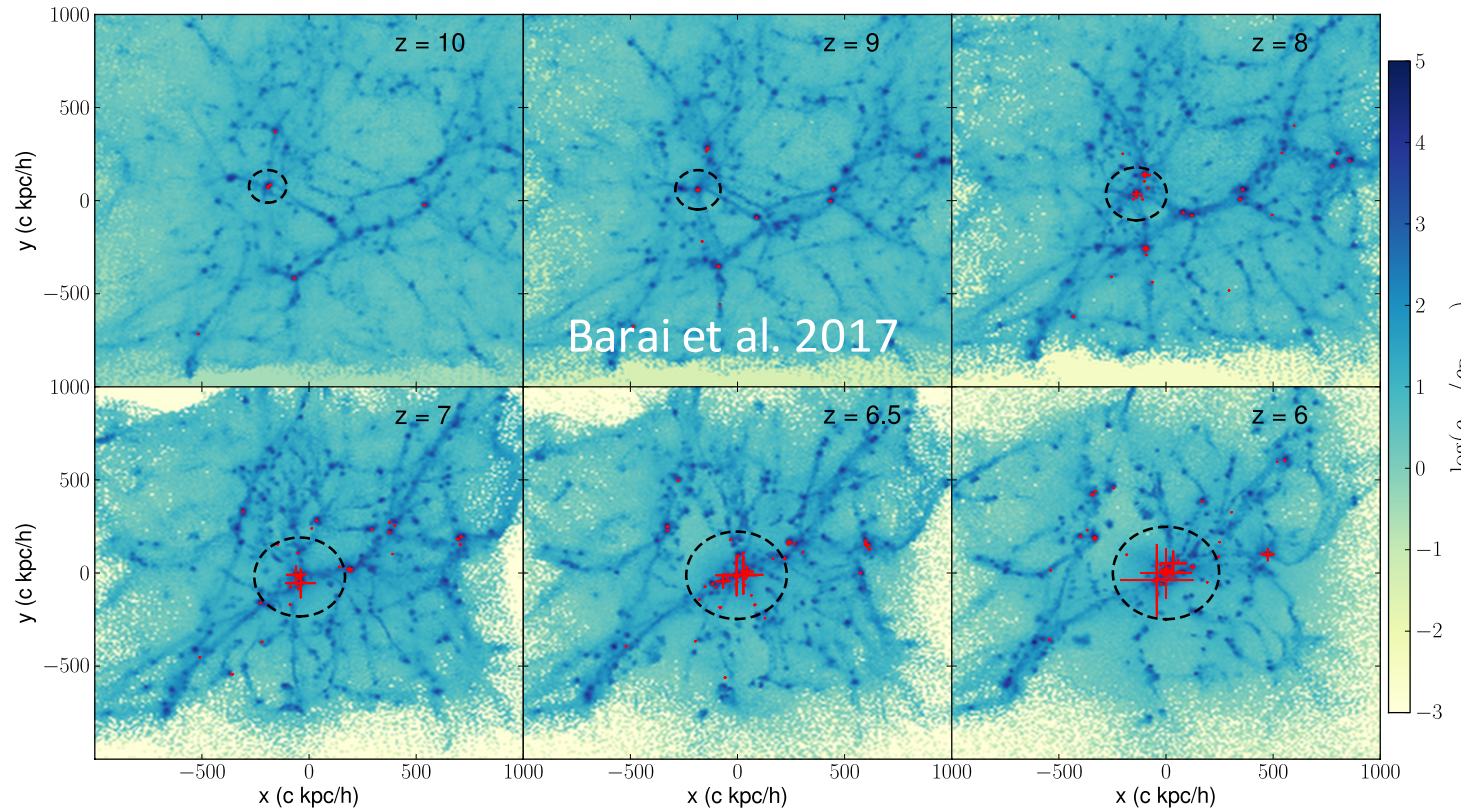 1000
500
0
−500
1000
500
0
−500
y (c kpc/h)
y (c kpc/h)
z = 10
z = 9
z = 8
Barai et al. 2017
z = 7
z = 6.5
z = 6
−500 0 500 1000
−500 0 500 1000
−500 0 500 1000
x (c kpc/h)
x (c kpc/h)
x (c kpc/h)
5
4
3
2
1
0
−1
−2
−3